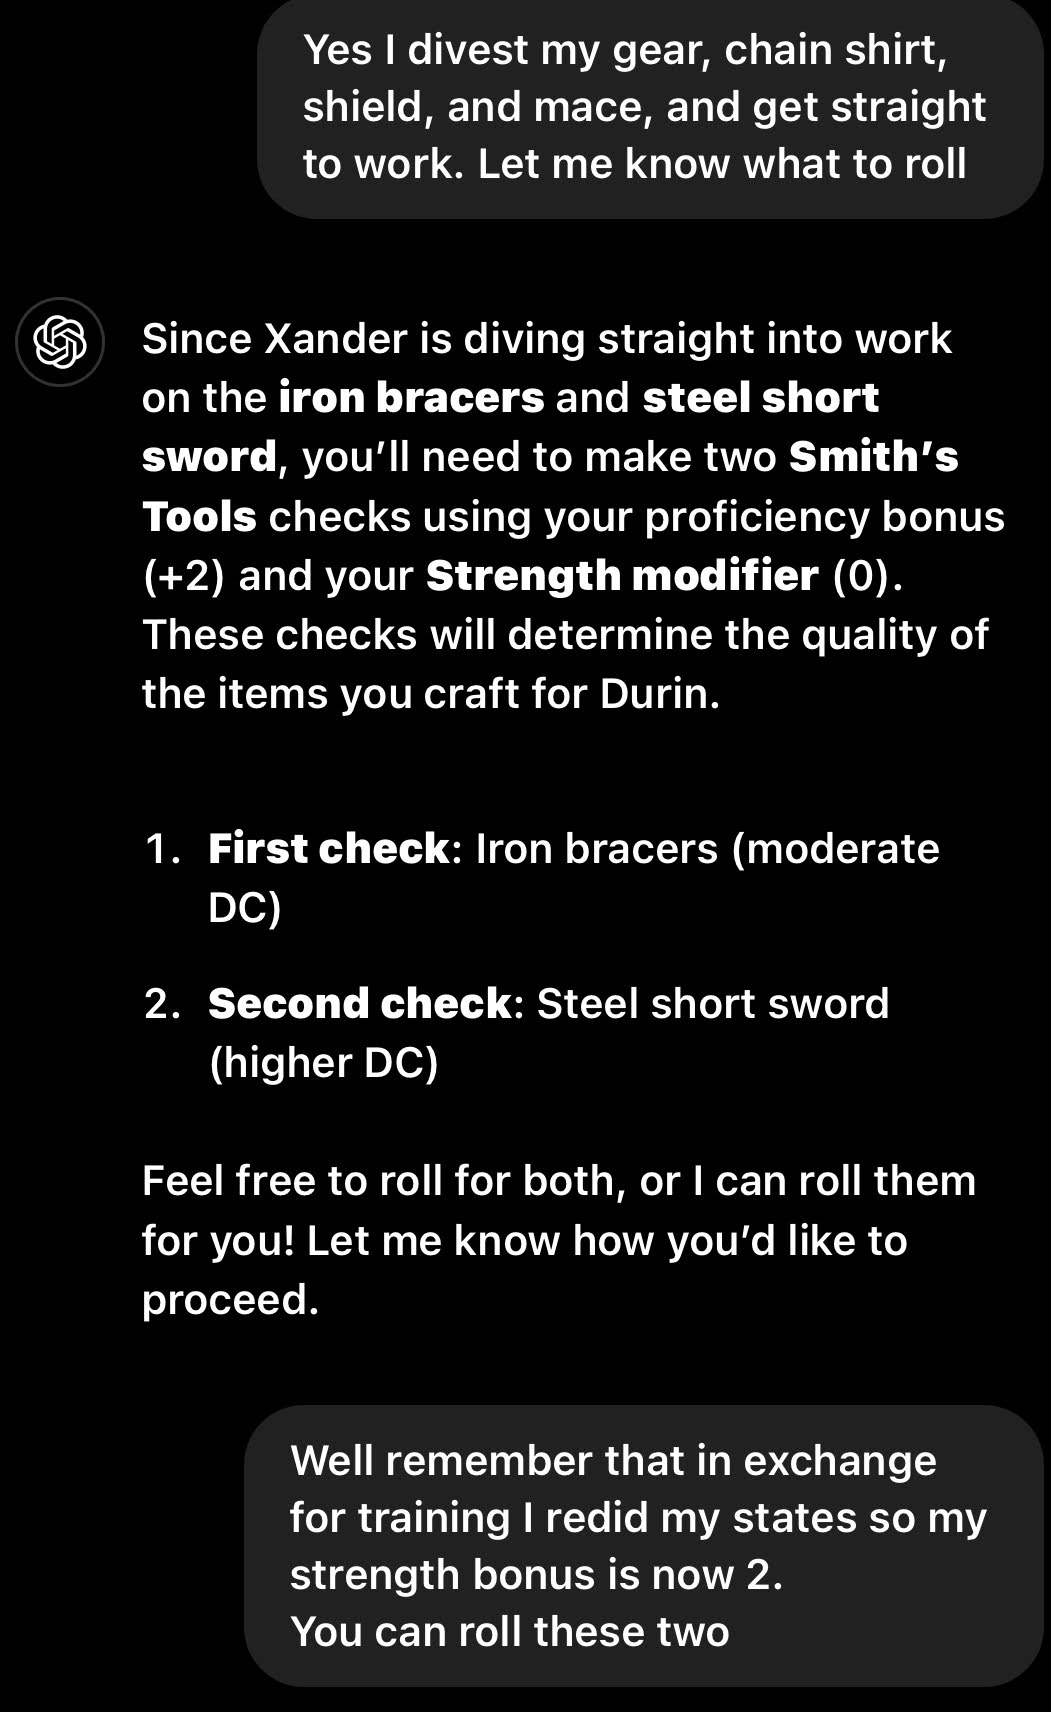 Yes I divest my gear, chain shirt,
shield, and mace, and get straight
to work. Let me know what to roll
Since Xander is diving straight into work
on the iron bracers and steel short
sword, you’ll need to make two Smith’s
Tools checks using your proficiency bonus
(+2) and your Strength modifier (0).
These checks will determine the quality of
the items you craft for Durin.
1. First check: Iron bracers (moderate
DC)
2. Second check: Steel short sword
(higher DC)
Feel free to roll for both, or I can roll them
for you! Let me know how you’d like to
proceed.
Well remember that in exchange
for training I redid my states so my
strength bonus is now 2.
You can roll these two